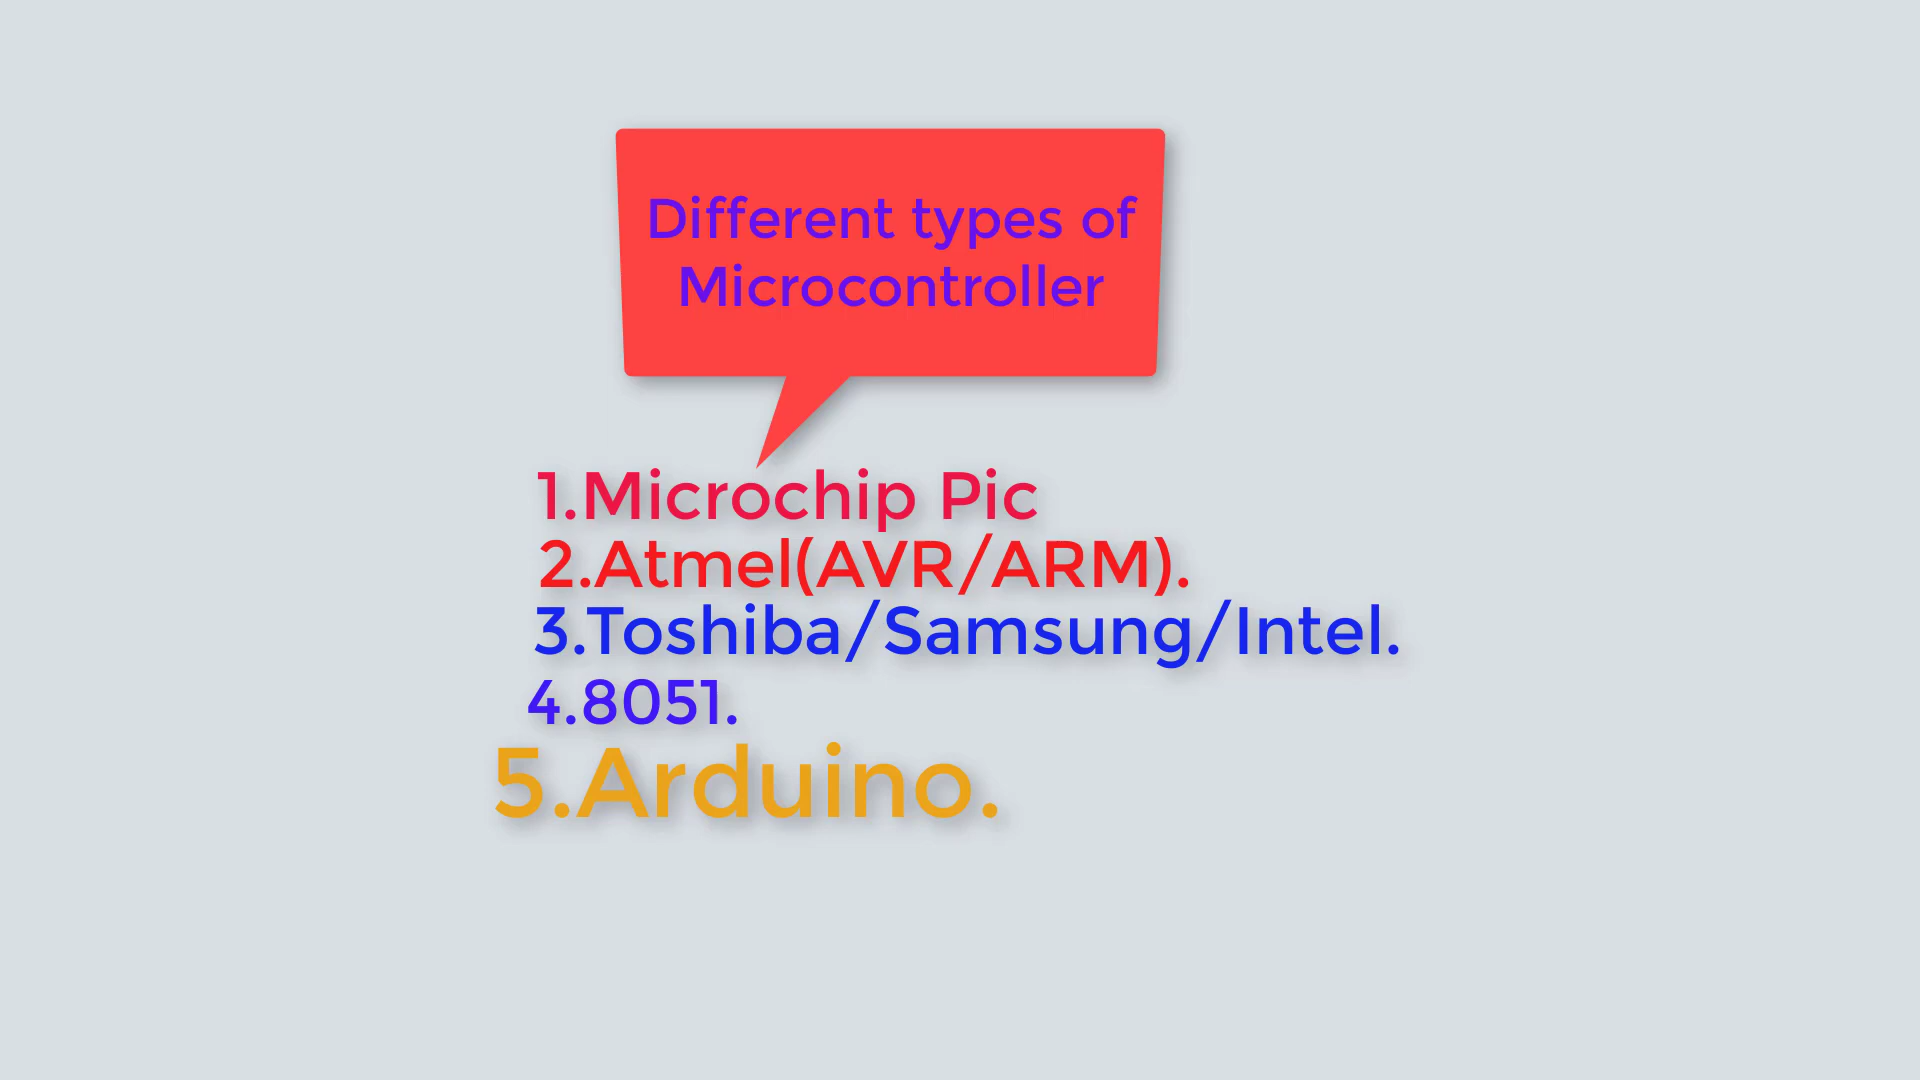 Different types of
Microcontroller
1.Microchip Pic
2.Atmel(AVR/ARM).
3.Toshiba/Samsung/Intel.
4.8051.
5.Arduino.